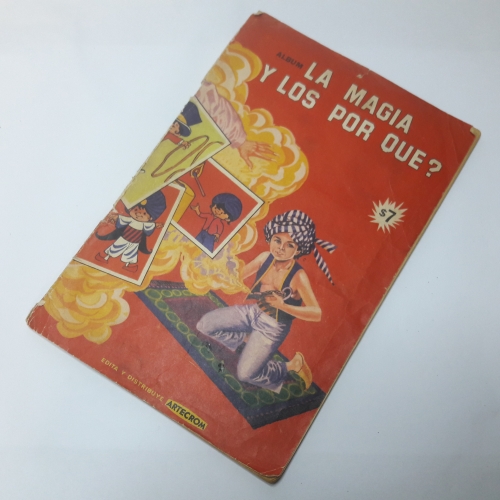 ALBUM
LA MAGIA
Y LOS POR QUE?
$7
EDITA Y DISTRIBUYE ARTECROM